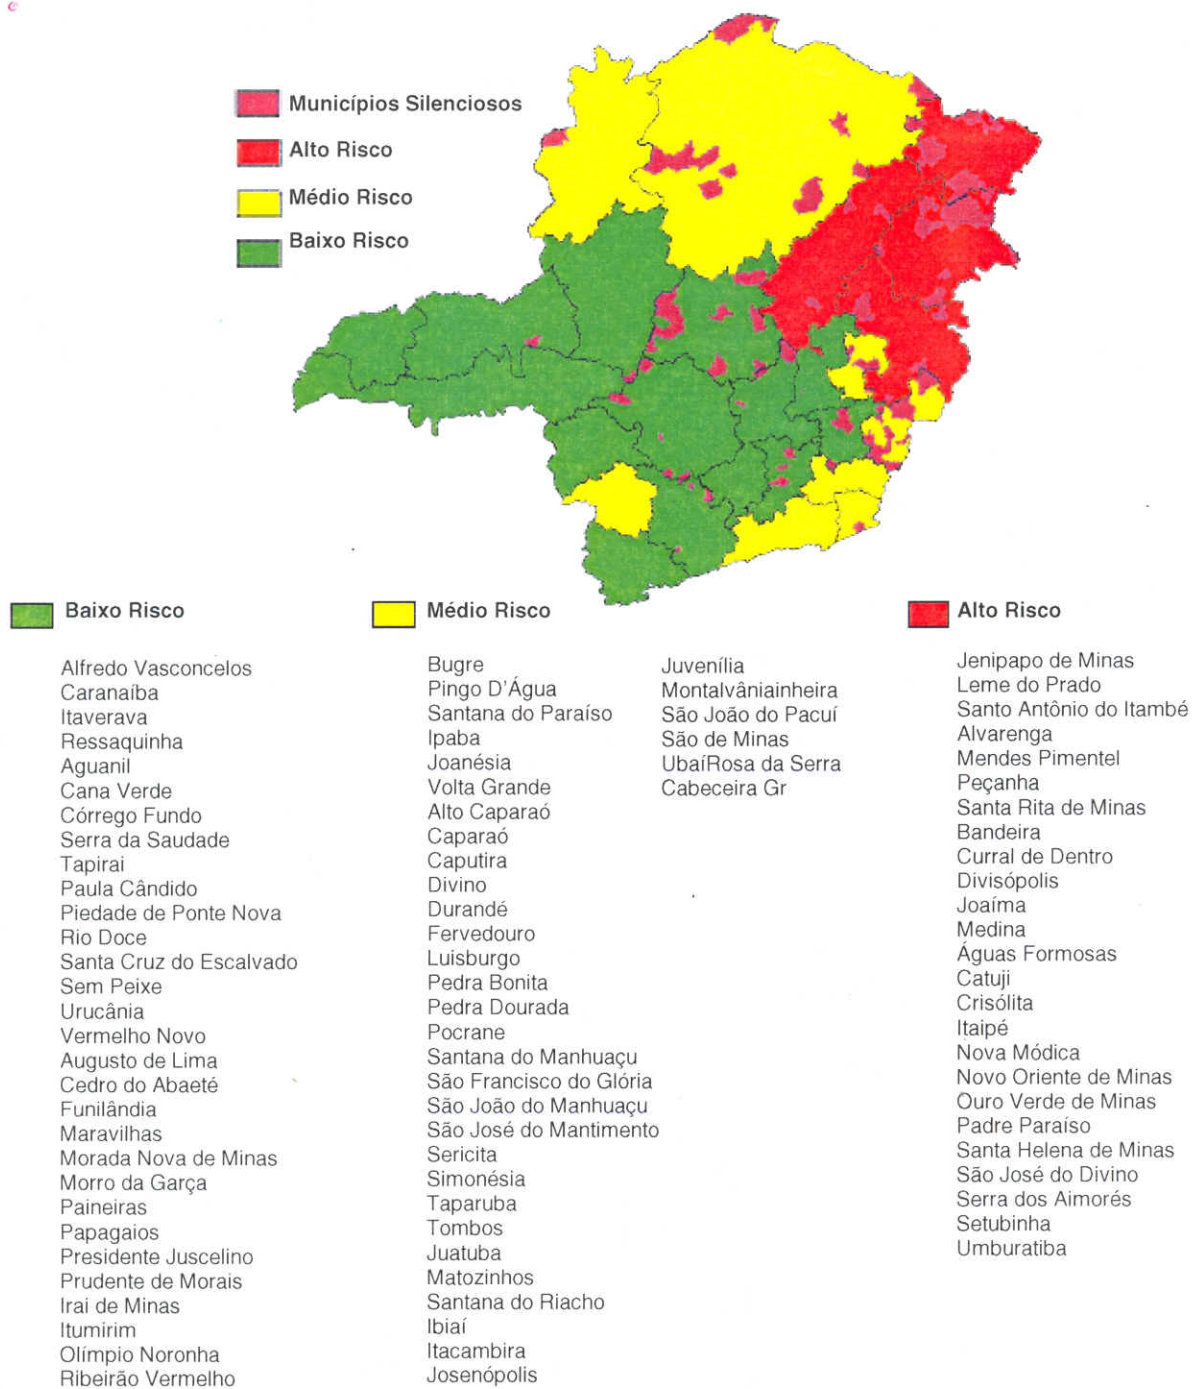 Municípios Silenciosos
Alto Risco
Médio Risco
Baixo Risco
Baixo Risco
Alfredo Vasconcelos
Caranaíba
Itaverava
Ressaquinha
Aguanil
Cana Verde
Córrego Fundo
Serra da Saudade
Tapirai
Paula Cândido
Piedade de Ponte Nova
Rio Doce
Santa Cruz do Escalvado
Sem Peixe
Urucânia
Vermelho Novo
Augusto de Lima
Cedro do Abaeté
Funilândia
Maravilhas
Morada Nova de Minas
Morro da Garça
Paineiras
Papagaios
Presidente Juscelino
Prudente de Morais
Irai de Minas
Itumirim
Olímpio Noronha
Ribeirão Vermelho
Médio Risco
Bugre
Pingo D'Água
Santana do Paraíso
Ipaba
Joanésia
Volta Grande
Alto Caparaó
Caparaó
Caputira
Divino
Durandé
Fervedouro
Luisburgo
Pedra Bonita
Pedra Dourada
Pocrane
Santana do Manhuaçu
São Francisco do Glória
São João do Manhuaçu
São José do Mantimento
Sericita
Simonésia
Taparuba
Tombos
Juatuba
Matozinhos
Santana do Riacho
Ibiaí
Itacambira
Josenópolis
Juvenília
Montalvâniainheira
São João do Pacuí
São de Minas
UbaíRosa da Serra
Cabeceira Gr
Alto Risco
Jenipapo de Minas
Leme do Prado
Santo Antônio do Itambé
Alvarenga
Mendes Pimentel
Peçanha
Santa Rita de Minas
Bandeira
Curral de Dentro
Divisópolis
Joaíma
Medina
Águas Formosas
Catuji
Crisólita
Itaipé
Nova Módica
Novo Oriente de Minas
Ouro Verde de Minas
Padre Paraíso
Santa Helena de Minas
São José do Divino
Serra dos Aimorés
Setubinha
Umburatiba